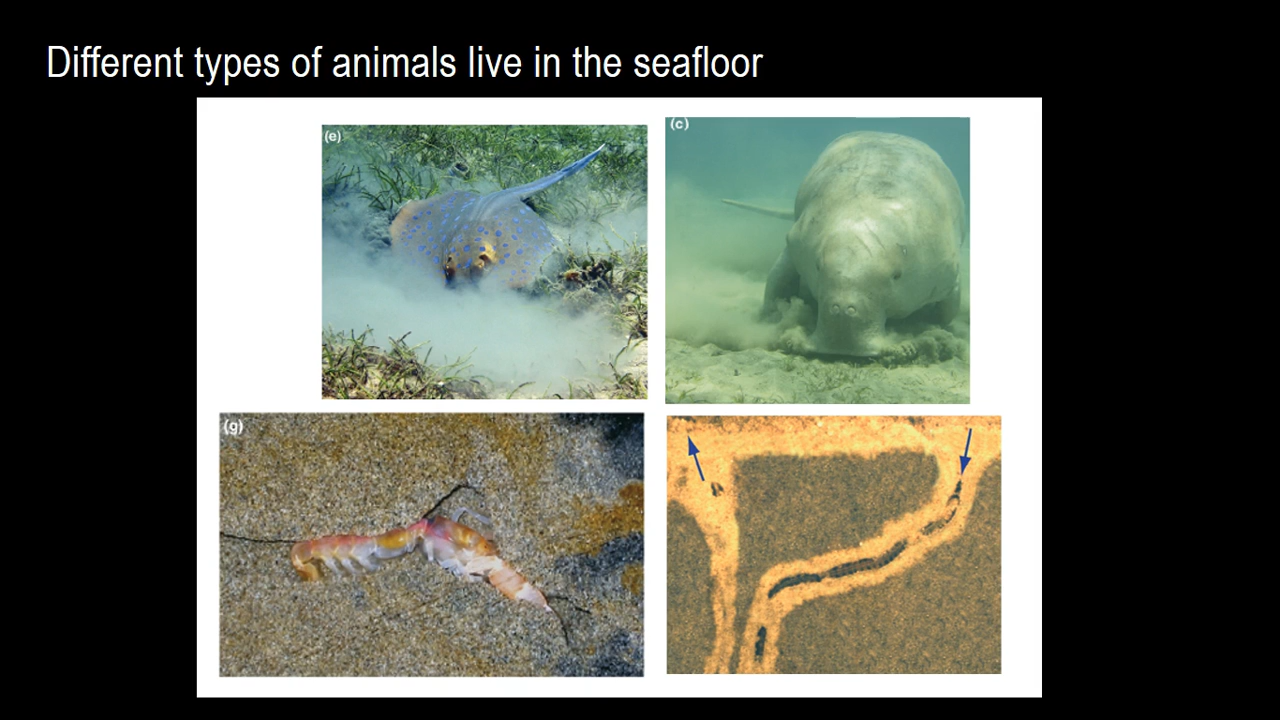 Different types of animals live in the seafloor
(e)
(c)
(g)